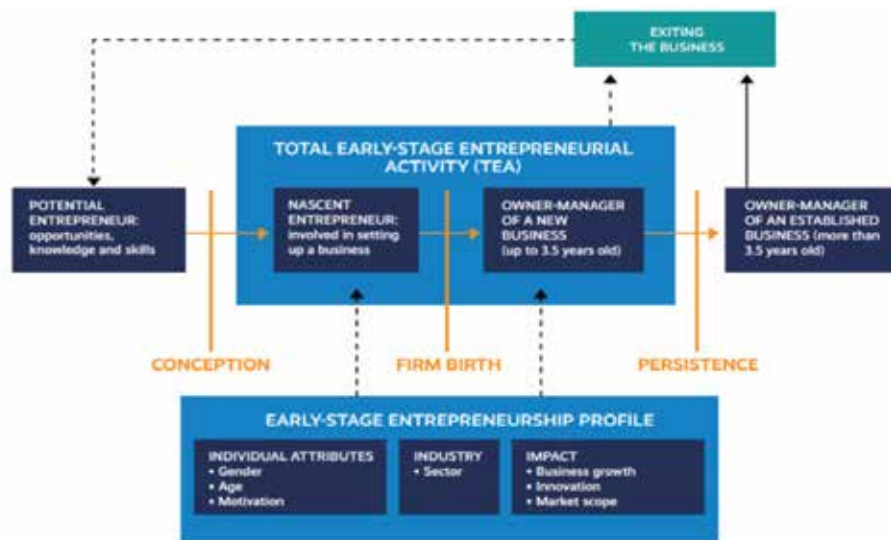 EXITING
THE BUSINESS
TOTAL EARLY-STAGE ENTREPRENEURIAL
ACTIVITY (TEA)
POTENTIAL
ENTREPRENEUR:
opportunities,
knowledge and skills
NASCENT
ENTREPRENEUR:
involved in setting
up a business
OWNER-MANAGER
OF A NEW
BUSINESS
(up to 3.5 years old)
OWNER-MANAGER
OF AN ESTABLISHED
BUSINESS (more than
3.5 years old)
CONCEPTION
FIRM BIRTH
PERSISTENCE
EARLY-STAGE ENTREPRENEURSHIP PROFILE
INDIVIDUAL ATTRIBUTES
• Gender
• Age
• Motivation
INDUSTRY
• Sector
IMPACT
• Business growth
• Innovation
• Market scope